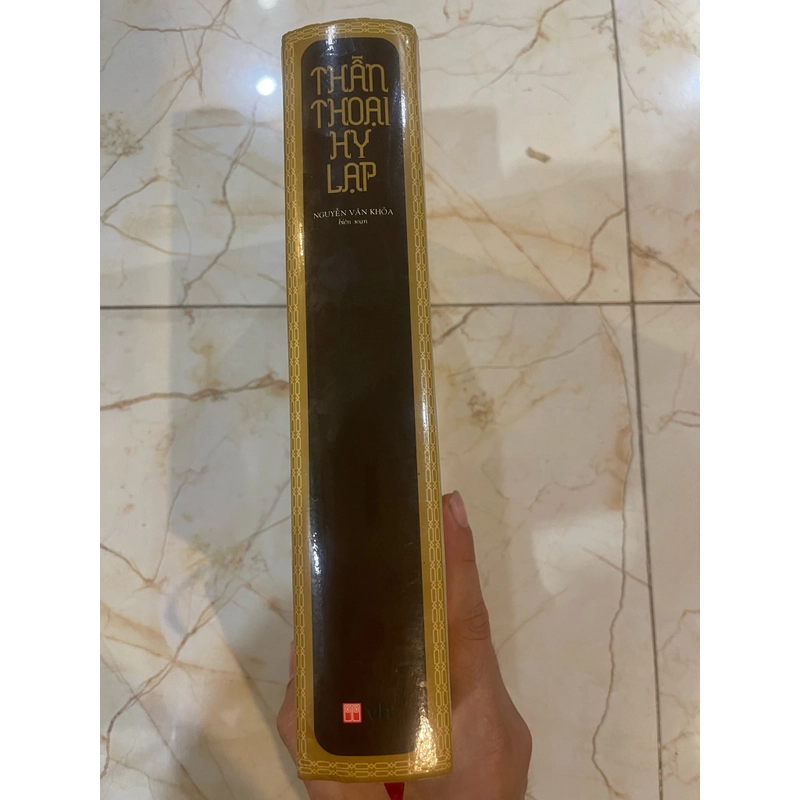 THẦN
THOẠI
HY
LẠP
NGUYỄN VĂN KHỎA
biên soạn